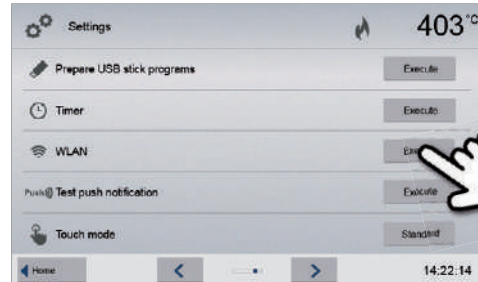 Settings
403 °C
Prepare USB stick programs Execute
Timer Execute
WLAN
Push Test push notification Execute
Touch mode Standard
Home
14:22:14